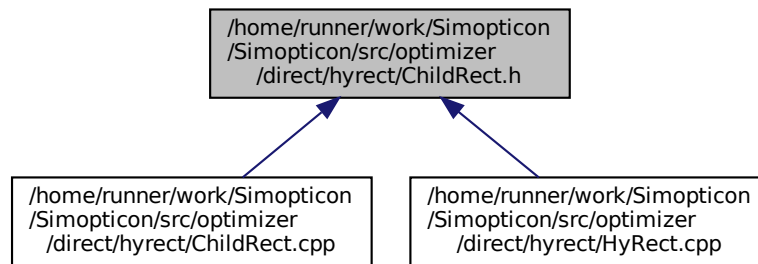 /home/runner/work/Simopticon
/Simopticon/src/optimizer
/direct/hyrect/ChildRect.h
/home/runner/work/Simopticon
/Simopticon/src/optimizer
/direct/hyrect/ChildRect.cpp
/home/runner/work/Simopticon
/Simopticon/src/optimizer
/direct/hyrect/HyRect.cpp